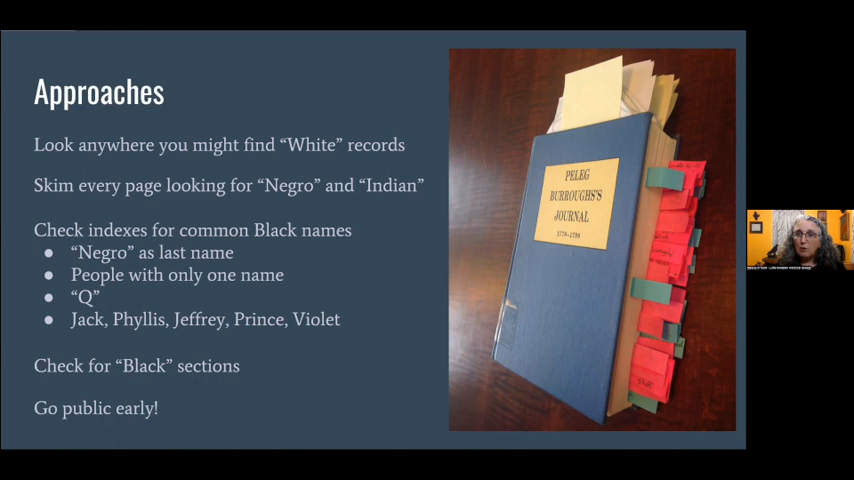 Approaches
Look anywhere you might find “White” records
Skim every page looking for “Negro” and “Indian”
Check indexes for common Black names
● “Negro” as last name
● People with only one name
● “Q”
● Jack, Phyllis, Jeffrey, Prince, Violet
Check for “Black” sections
Go public early!
PELEG
BURROUGHS'S
JOURNAL